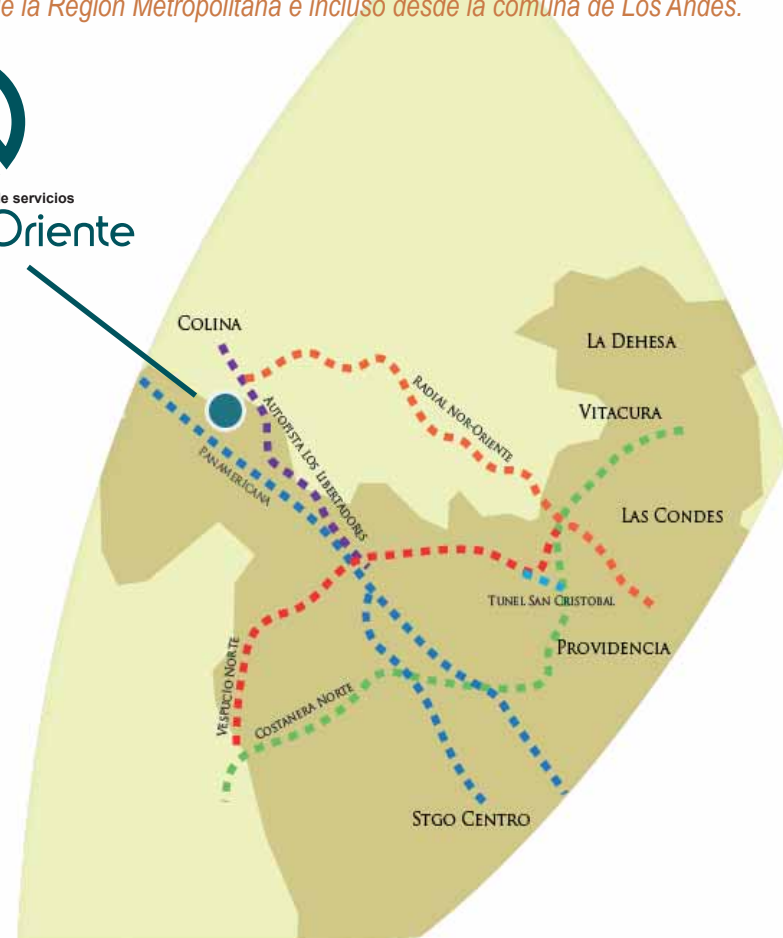 la Región Metropolitana e incluso desde la comuna de Los Andes.
de servicios
Oriente
COLINA
LA DEHESA
RADIAL NOR-ORIENTE
VITACURA
AUTOPISTA LOS LIBERTADORES
PANAMERICANA
LAS CONDES
TUNEL SAN CRISTOBAL
PROVIDENCIA
VESPUCIO NORTE
COSTANERA NORTE
STGO CENTRO